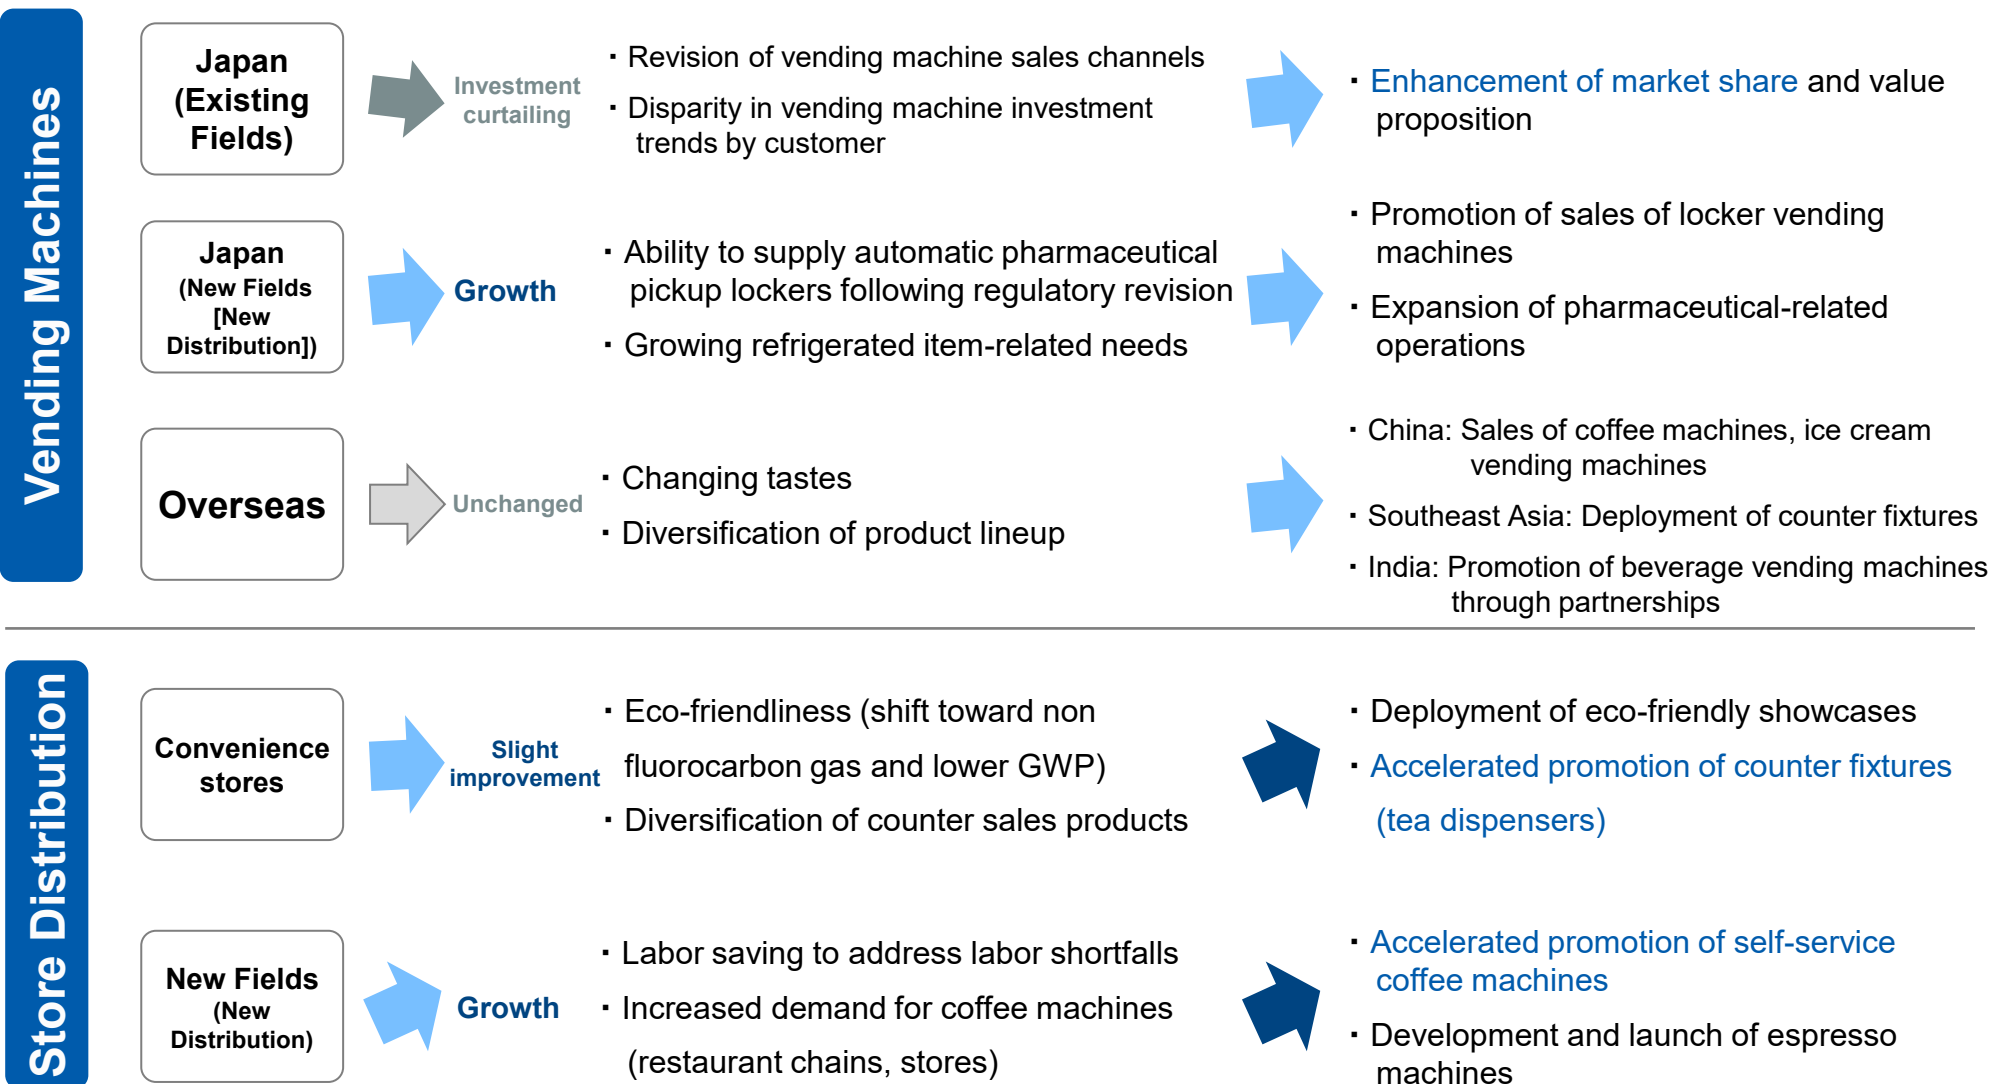 Vending Machines
Japan
(Existing
Fields)
Investment
curtailing
・Revision of vending machine sales channels
・Disparity in vending machine investment
trends by customer
・Enhancement of market share and value
proposition
Japan
(New Fields
[New
Distribution])
Growth
・Ability to supply automatic pharmaceutical
pickup lockers following regulatory revision
・Growing refrigerated item-related needs
・Promotion of sales of locker vending
machines
・Expansion of pharmaceutical-related
operations
Overseas
Unchanged
・Changing tastes
・Diversification of product lineup
・China: Sales of coffee machines, ice cream
vending machines
・Southeast Asia: Deployment of counter fixtures
・India: Promotion of beverage vending machines
through partnerships
Store Distribution
Convenience
stores
Slight
improvement
・Eco-friendliness (shift toward non
fluorocarbon gas and lower GWP)
・Diversification of counter sales products
・Deployment of eco-friendly showcases
・Accelerated promotion of counter fixtures
(tea dispensers)
New Fields
(New
Distribution)
Growth
・Labor saving to address labor shortfalls
・Increased demand for coffee machines
(restaurant chains, stores)
・Accelerated promotion of self-service
coffee machines
・Development and launch of espresso
machines